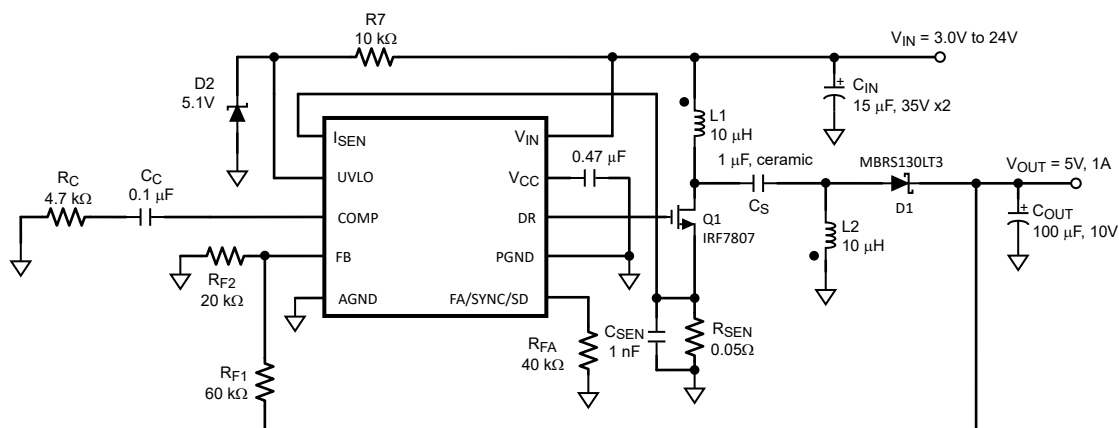 R7
10 kΩ
VIN = 3.0V to 24V
D2
5.1V
CIN
15 μF, 35V x2
L1
10 μH
ISEN
VIN
0.47 μF
1 μF, ceramic
MBRS130LT3
VOUT = 5V, 1A
RC
4.7 kΩ
CC
0.1 μF
UVLO
VCC
CS
D1
COMP
DR
Q1
IRF7807
L2
10 μH
COUT
100 μF, 10V
RF2
20 kΩ
FB
PGND
AGND
FA/SYNC/SD
RFA
40 kΩ
CSEN
1 nF
RSEN
0.05Ω
RF1
60 kΩ